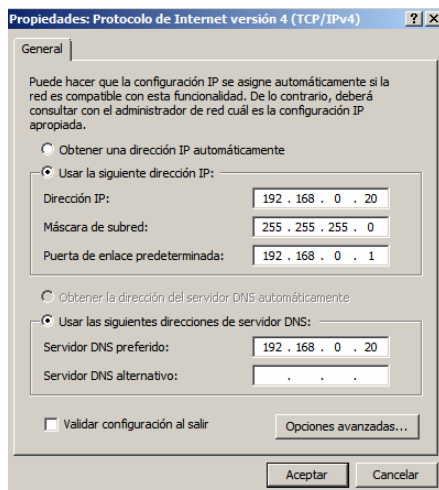 Propiedades: Protocolo de Internet versión 4 (TCP/IPv4)
General
Puede hacer que la configuración IP se asigne automáticamente si la
red es compatible con esta funcionalidad. De lo contrario, deberá
consultar con el administrador de red cuál es la configuración IP
apropiada.
Obtener una dirección IP automáticamente
Usar la siguiente dirección IP:
Dirección IP: 192 . 168 . 0 . 20
Máscara de subred: 255 . 255 . 255 . 0
Puerta de enlace predeterminada: 192 . 168 . 0 . 1
Obtener la dirección del servidor DNS automáticamente
Usar las siguientes direcciones de servidor DNS:
Servidor DNS preferido: 192 . 168 . 0 . 20
Servidor DNS alternativo: . . .
Validar configuración al salir Opciones avanzadas...
Aceptar Cancelar